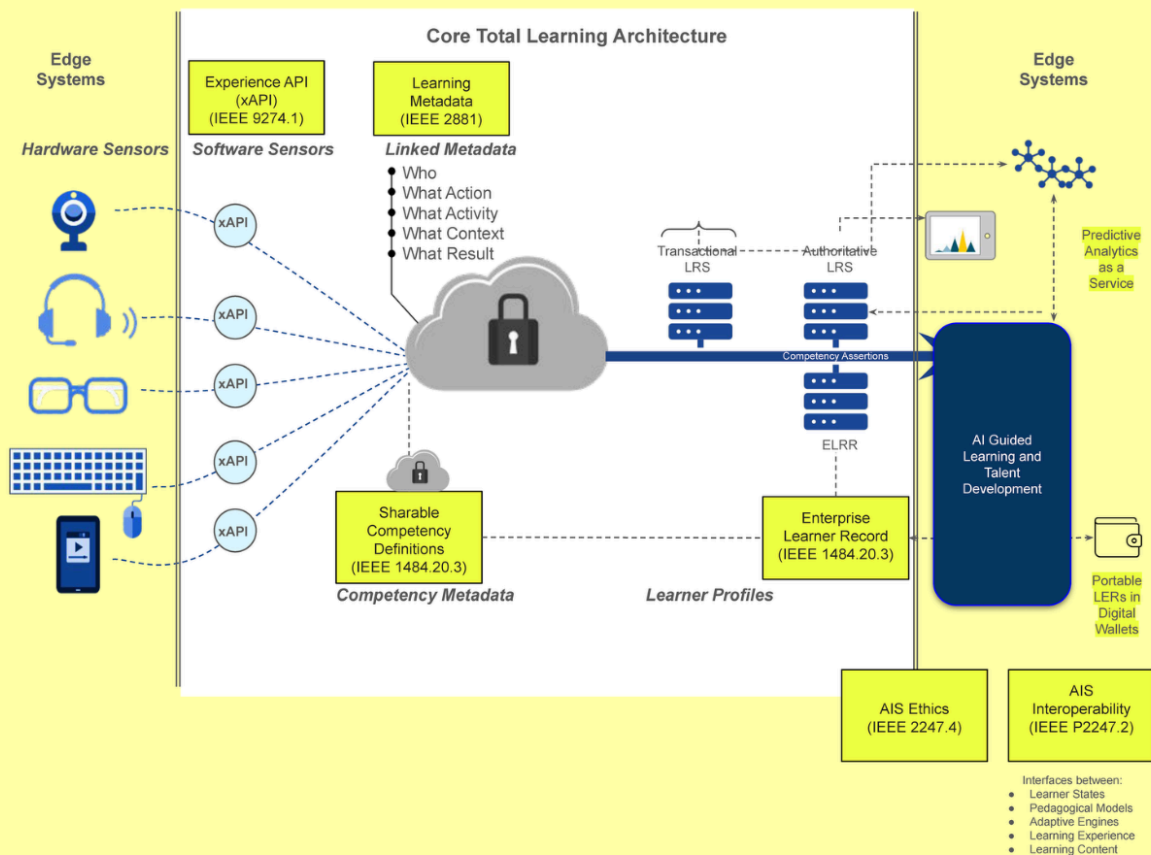 Core Total Learning Architecture
Edge
Systems
Edge
Systems
Experience API
(xAPI)
(IEEE 9274.1)
Learning
Metadata
(IEEE 2881)
Hardware Sensors
Software Sensors
Linked Metadata
● Who
● What Action
● What Activity
● What Context
● What Result
xAPI
xAPI
xAPI
xAPI
xAPI
Transactional
LRS
Authoritative
LRS
Predictive
Analytics
as a
Service
Competency Assertions
ELRR
AI Guided
Learning and
Talent
Development
Sharable
Competency
Definitions
(IEEE 1484.20.3)
Enterprise
Learner Record
(IEEE 1484.20.3)
Competency Metadata
Learner Profiles
Portable
LERs in
Digital
Wallets
AIS Ethics
(IEEE 2247.4)
AIS
Interoperability
(IEEE P2247.2)
Interfaces between:
● Learner States
● Pedagogical Models
● Adaptive Engines
● Learning Experience
● Learning Content